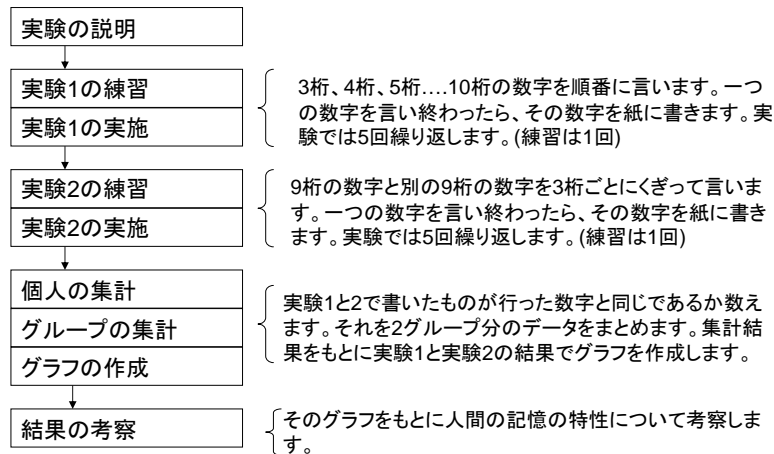 実験の説明
実験1の練習
実験1の実施
3桁、4桁、5桁….10桁の数字を順番に言います。一つ
の数字を言い終わったら、その数字を紙に書きます。実
験では5回繰り返します。(練習は1回)
実験2の練習
実験2の実施
9桁の数字と別の9桁の数字を3桁ごとにくぎって言いま
す。一つの数字を言い終わったら、その数字を紙に書き
ます。実験では5回繰り返します。(練習は1回)
個人の集計
グループの集計
グラフの作成
実験1と2で書いたものが行った数字と同じであるか数え
ます。それを2グループ分のデータをまとめます。集計結
果をもとに実験1と実験2の結果でグラフを作成します。
結果の考察
そのグラフをもとに人間の記憶の特性について考察しま
す。